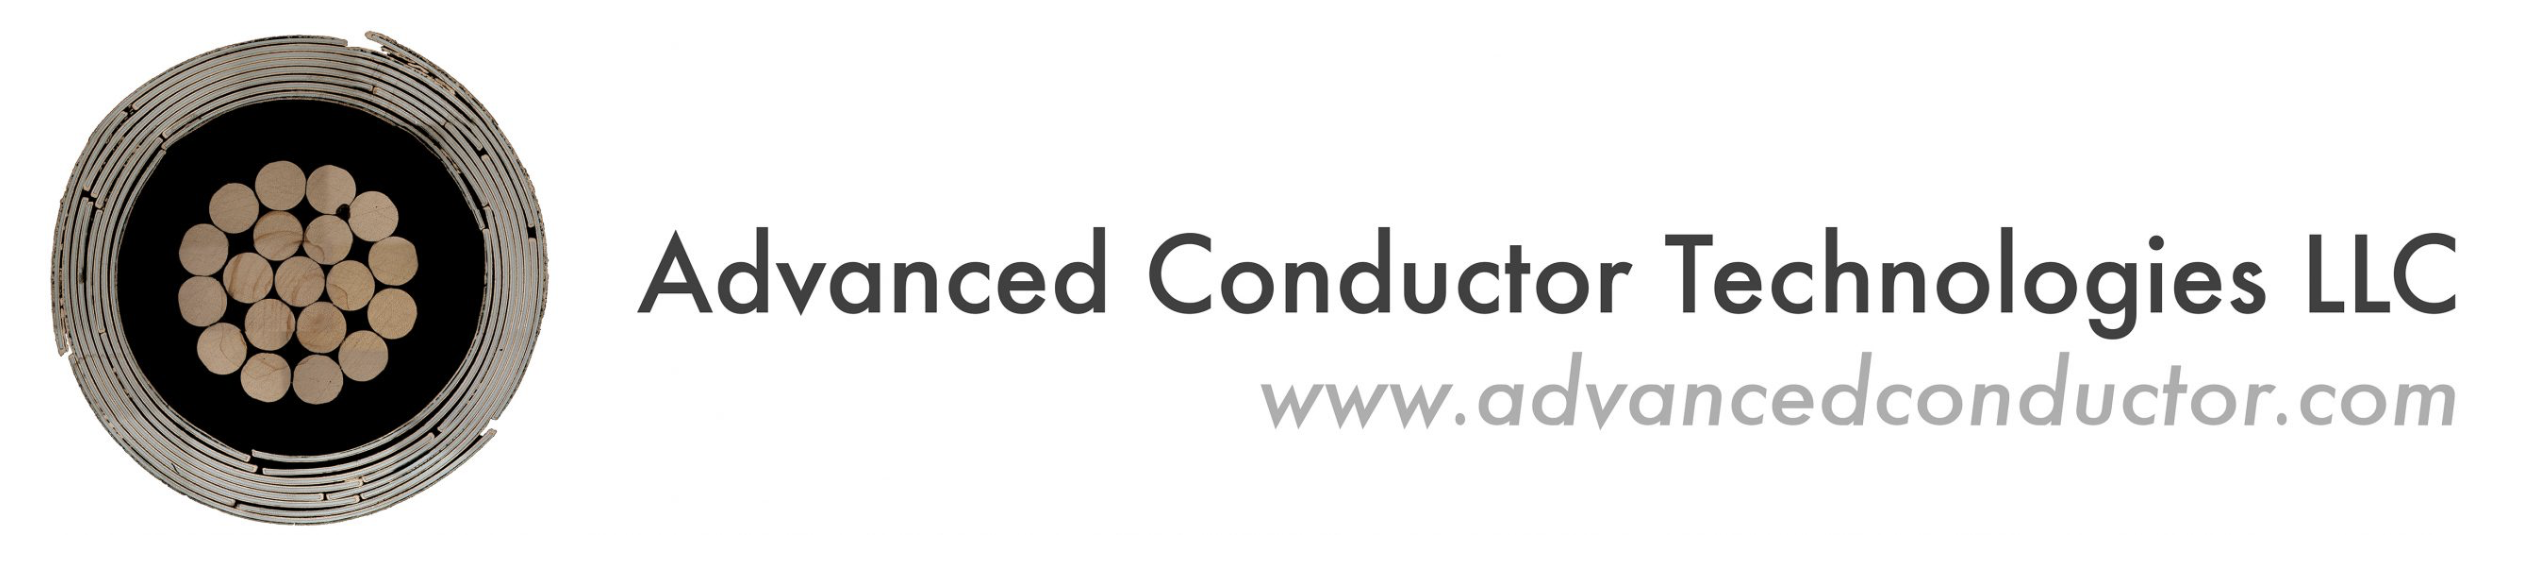 Advanced Conductor Technologies LLC
www.advancedconductor.com